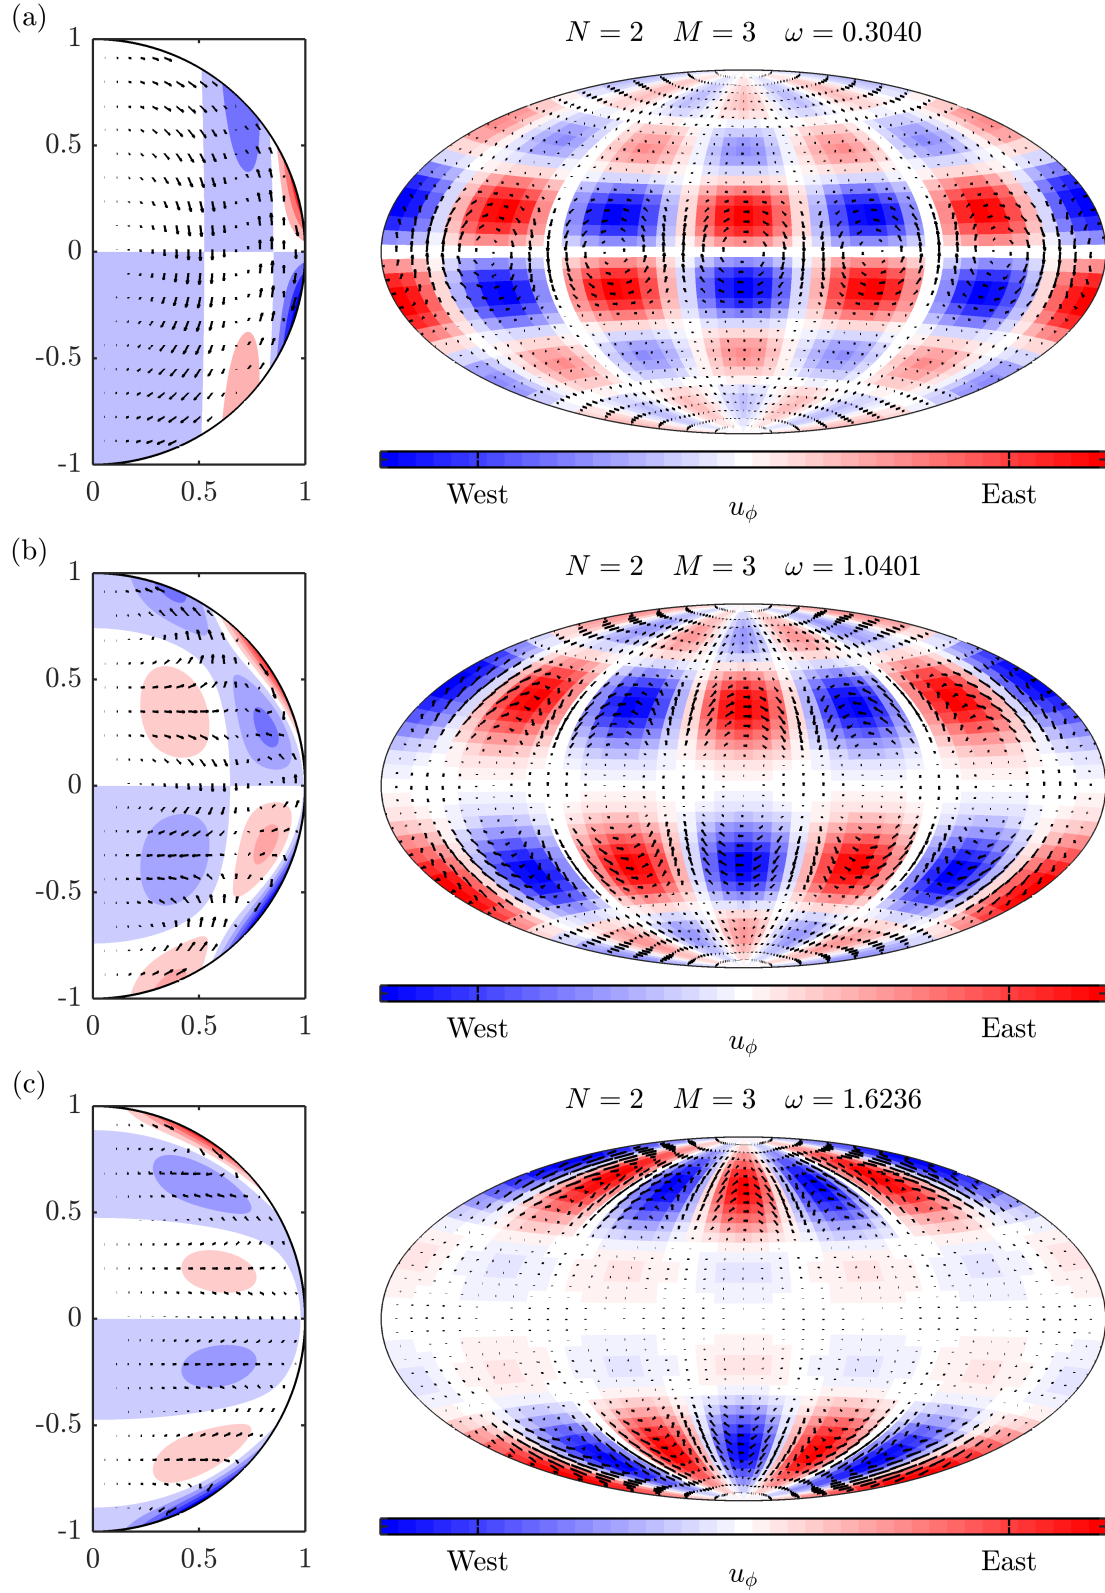 (a)
N = 2 M = 3 ω = 0.3040
1
0.5
0
-0.5
-1
0 0.5 1
West East
u_ϕ
(b)
N = 2 M = 3 ω = 1.0401
1
0.5
0
-0.5
-1
0 0.5 1
West East
u_ϕ
(c)
N = 2 M = 3 ω = 1.6236
1
0.5
0
-0.5
-1
0 0.5 1
West East
u_ϕ